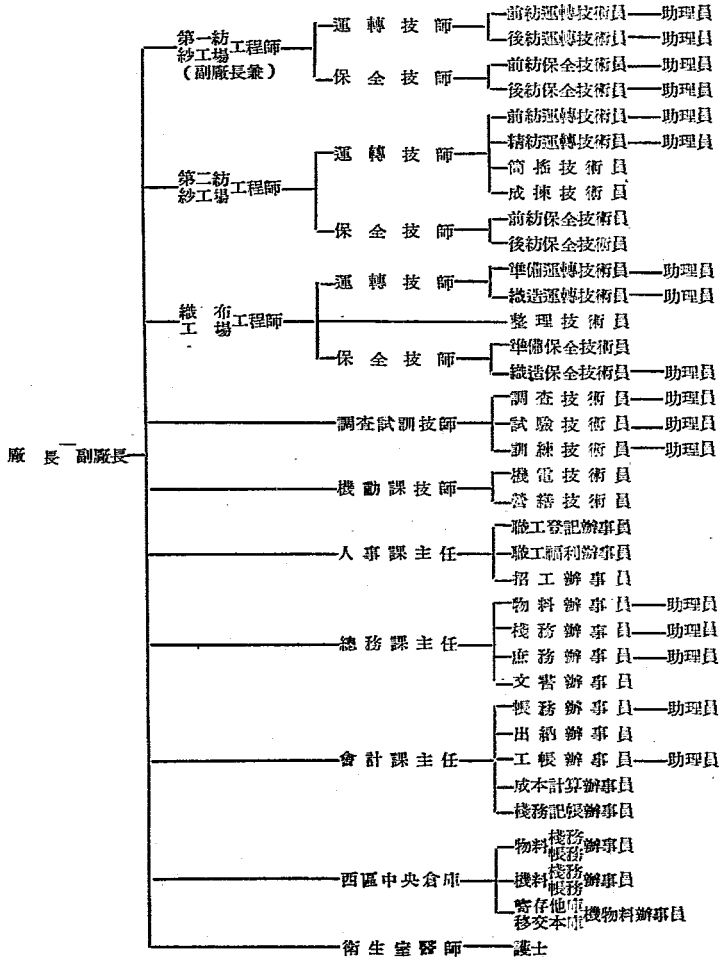 前紡運轉技術員——助理員
運轉技師
後紡運轉技術員——助理員
第一紡紗工場工程師
(副廠長兼)
前紡保全技術員——助理員
保全技師
後紡保全技術員——助理員
前紡運轉技術員——助理員
精紡運轉技術員——助理員
運轉技師
筒搖技術員
成揀技術員
第二紡紗工場工程師
前紡保全技術員
保全技師
後紡保全技術員
準備運轉技術員——助理員
運轉技師
織造運轉技術員——助理員
織布工場工程師
整理技術員
準備保全技術員
保全技師
織造保全技術員——助理員
調查技術員——助理員
調查試訓技師
試驗技術員——助理員
訓練技術員——助理員
廠長——副廠長
機電技術員
機動課技師
營繕技術員
職工登記辦事員
人事課主任
職工福利辦事員
招工辦事員
物料辦事員——助理員
棧務辦事員——助理員
總務課主任
庶務辦事員——助理員
文書辦事員
帳務辦事員——助理員
出納辦事員
會計課主任
工帳辦事員——助理員
成本計算辦事員
棧務記帳辦事員
物料棧務帳務辦事員
西區中央倉庫
機料棧務帳務辦事員
寄存他庫移交本庫機物料辦事員
衛生室醫師——護士